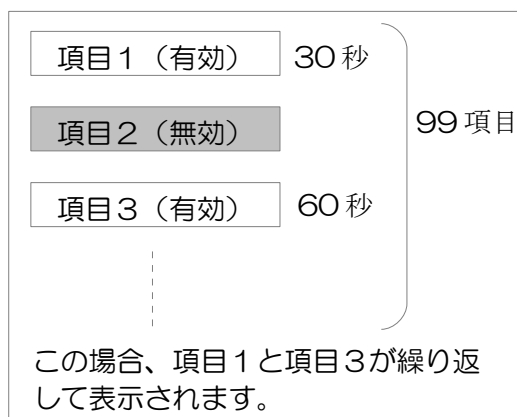 項目１（有効） 30秒
項目２（無効）
99項目
項目３（有効） 60秒
この場合、項目１と項目３が繰り返
して表示されます。